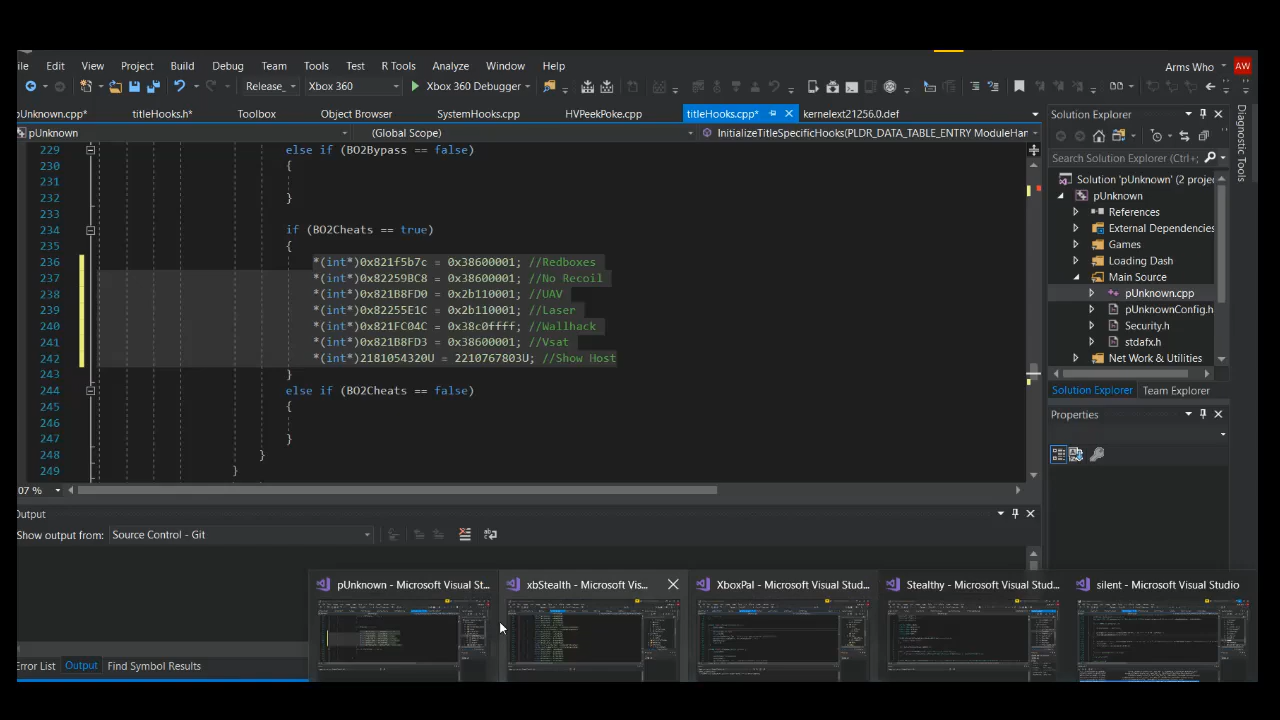 ile Edit View Project Build Debug Team Tools Test R Tools Analyze Window Help Arms Who AW
Release Xbox 360 Xbox 360 Debugger
pUnknown.cpp* titleHooks.h* Toolbox Object Browser SystemHooks.cpp HVPeekPoke.cpp titleHooks.cpp* kernelext21256.0.def
pUnknown (Global Scope) InitializeTitleSpecificHooks(PLDR_DATA_TABLE_ENTRY ModuleHan
229 else if (BO2Bypass == false)
230 {
231
232 }
233
234 if (BO2Cheats == true)
235 {
236 *(int*)0x821f5b7c = 0x38600001; //Redboxes
237 *(int*)0x82259BC8 = 0x38600001; //No Recoil
238 *(int*)0x821B8FD0 = 0x2b110001; //UAV
239 *(int*)0x82255E1C = 0x2b110001; //Laser
240 *(int*)0x821FC04C = 0x38c0ffff; //Wallhack
241 *(int*)0x821B8FD3 = 0x38600001; //Vsat
242 *(int*)2181054320U = 2210767803U; //Show Host
243 }
244 else if (BO2Cheats == false)
245 {
246
247 }
248 }
249 }
07 %
Solution Explorer
Search Solution Explorer (Ctrl+;
Solution 'pUnknown' (2 projec
pUnknown
References
External Dependencies
Games
Loading Dash
Main Source
pUnknown.cpp
pUnknownConfig.h
Security.h
stdafx.h
Net Work & Utilities
Solution Explorer Team Explorer
Properties
Diagnostic Tools
Output
Show output from: Source Control - Git
pUnknown - Microsoft Visual St... xbStealth - Microsoft Vis... XboxPal - Microsoft Visual Stud... Stealthy - Microsoft Visual Stud... silent - Microsoft Visual Studio
Error List Output Find Symbol Results